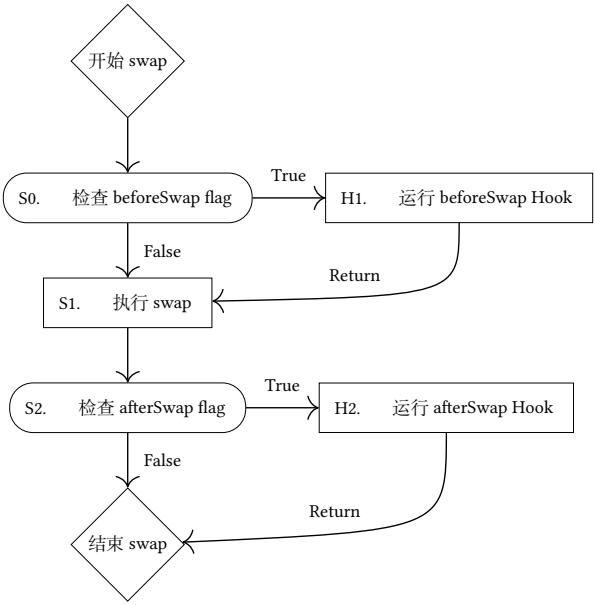 开始 swap
True
S0. 检查 beforeSwap flag
H1. 运行 beforeSwap Hook
False
Return
S1. 执行 swap
True
S2. 检查 afterSwap flag
H2. 运行 afterSwap Hook
False
Return
结束 swap